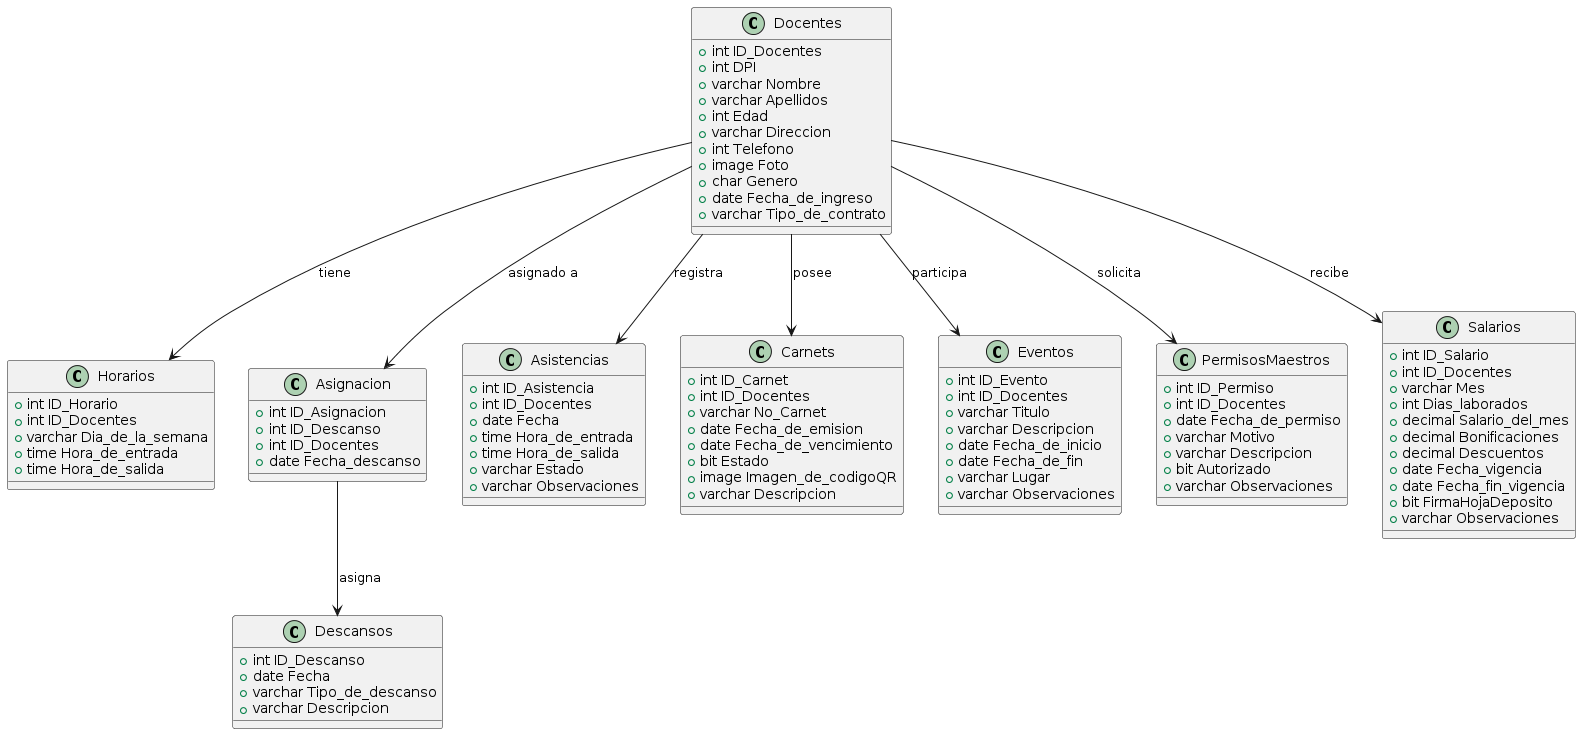 Docentes
int ID_Docentes
int DPI
varchar Nombre
varchar Apellidos
int Edad
varchar Direccion
int Telefono
image Foto
char Genero
date Fecha_de_ingreso
varchar Tipo_de_contrato
tiene
asignado a
registra
posee
participa
solicita
recibe
Horarios
int ID_Horario
int ID_Docentes
varchar Dia_de_la_semana
time Hora_de_entrada
time Hora_de_salida
Asignacion
int ID_Asignacion
int ID_Descanso
int ID_Docentes
date Fecha_descanso
Asistencias
int ID_Asistencia
int ID_Docentes
date Fecha
time Hora_de_entrada
time Hora_de_salida
varchar Estado
varchar Observaciones
Carnets
int ID_Carnet
int ID_Docentes
varchar No_Carnet
date Fecha_de_emision
date Fecha_de_vencimiento
bit Estado
image Imagen_de_codigoQR
varchar Descripcion
Eventos
int ID_Evento
int ID_Docentes
varchar Titulo
varchar Descripcion
date Fecha_de_inicio
date Fecha_de_fin
varchar Lugar
varchar Observaciones
PermisosMaestros
int ID_Permiso
int ID_Docentes
date Fecha_de_permiso
varchar Motivo
varchar Descripcion
bit Autorizado
varchar Observaciones
Salarios
int ID_Salario
int ID_Docentes
varchar Mes
int Dias_laborados
decimal Salario_del_mes
decimal Bonificaciones
decimal Descuentos
date Fecha_vigencia
date Fecha_fin_vigencia
bit FirmaHojaDeposito
varchar Observaciones
asigna
Descansos
int ID_Descanso
date Fecha
varchar Tipo_de_descanso
varchar Descripcion